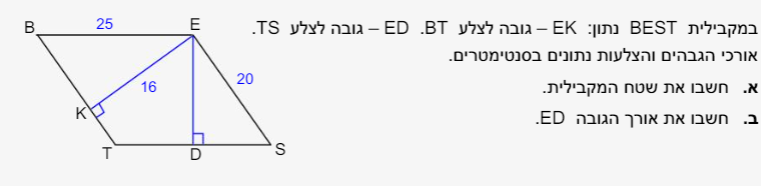 במקבילית BEST נתון: EK – גובה לצלע BT. ED – גובה לצלע TS.
אורכי הגבהים והצלעות נתונים בסנטימטרים.
א. חשבו את שטח המקבילית.
ב. חשבו את אורך הגובה ED.
B 25 E
20
16
K
T D S